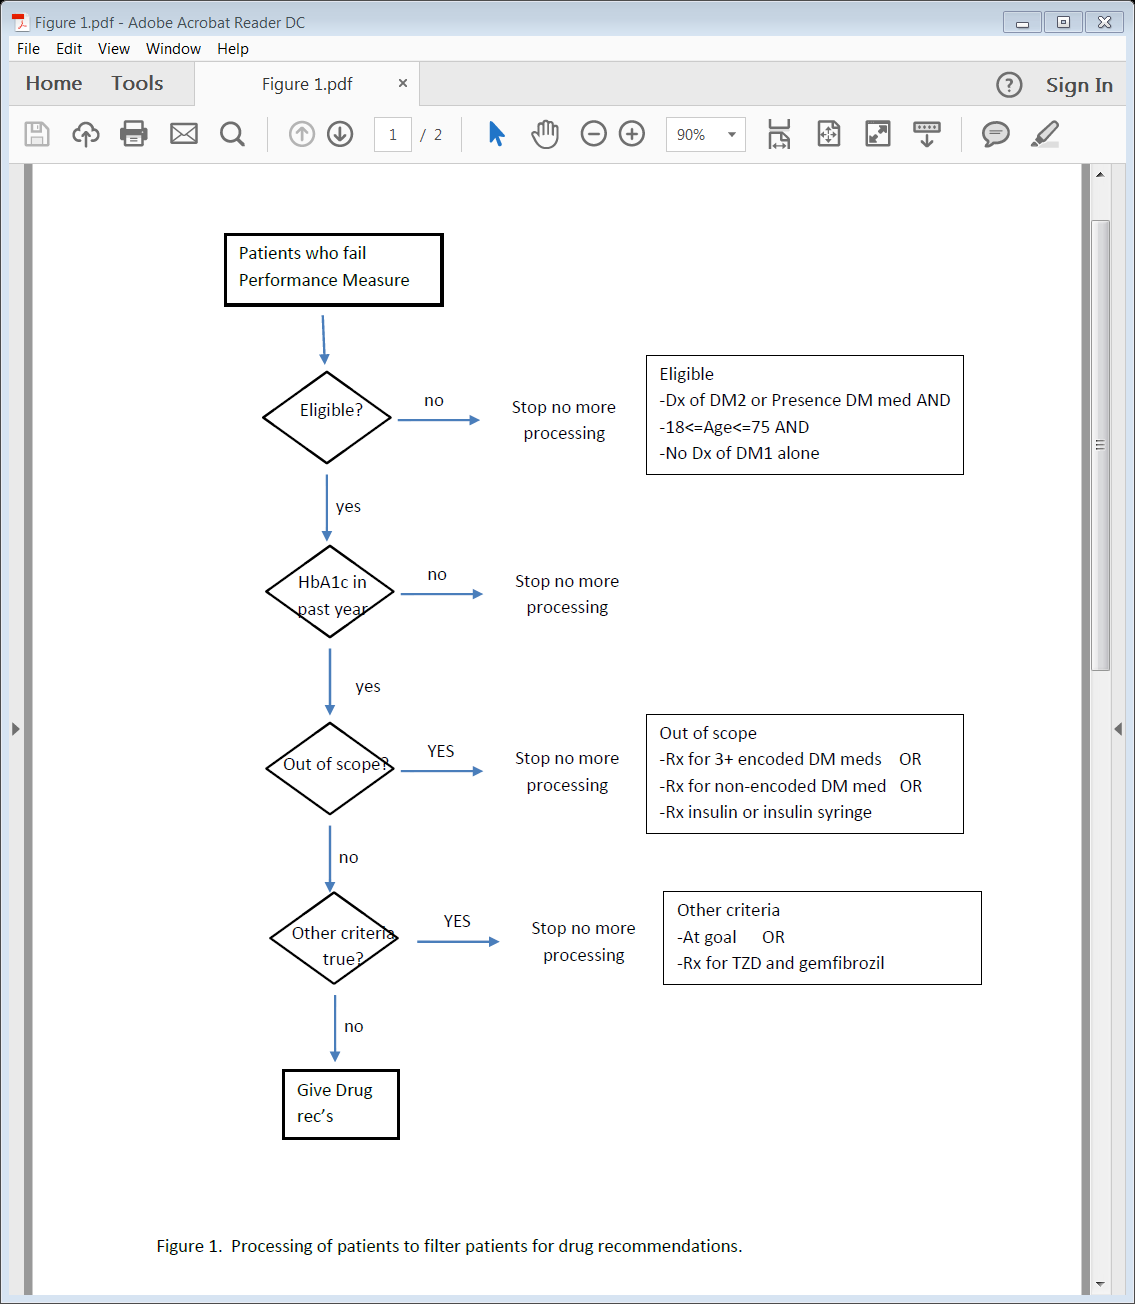 Figure 1.pdf - Adobe Acrobat Reader DC
File Edit View Window Help
Home Tools Figure 1.pdf × ? Sign In
1 / 2 90%
Patients who fail
Performance Measure
Eligible?
no
Stop no more
processing
Eligible
-Dx of DM2 or Presence DM med AND
-18<=Age<=75 AND
-No Dx of DM1 alone
yes
HbA1c in
past year
no
Stop no more
processing
yes
Out of scope?
YES
Stop no more
processing
Out of scope
-Rx for 3+ encoded DM meds OR
-Rx for non-encoded DM med OR
-Rx insulin or insulin syringe
no
Other criteria
true?
YES
Stop no more
processing
Other criteria
-At goal OR
-Rx for TZD and gemfibrozil
no
Give Drug
rec’s
Figure 1. Processing of patients to filter patients for drug recommendations.